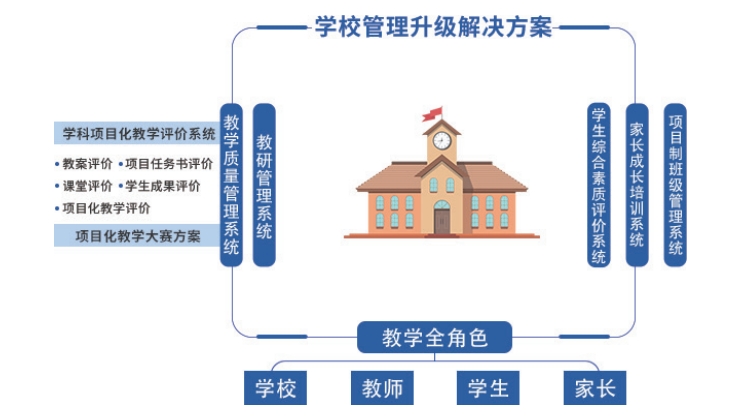 学校管理升级解决方案
学科项目化教学评价系统
•教案评价 •项目任务书评价
•课堂评价 •学生成果评价
•项目化教学评价
项目化教学大赛方案
教学质量管理系统
教研管理系统
学生综合素质评价系统
家长成长培训系统
项目制班级管理系统
教学全角色
学校 教师 学生 家长